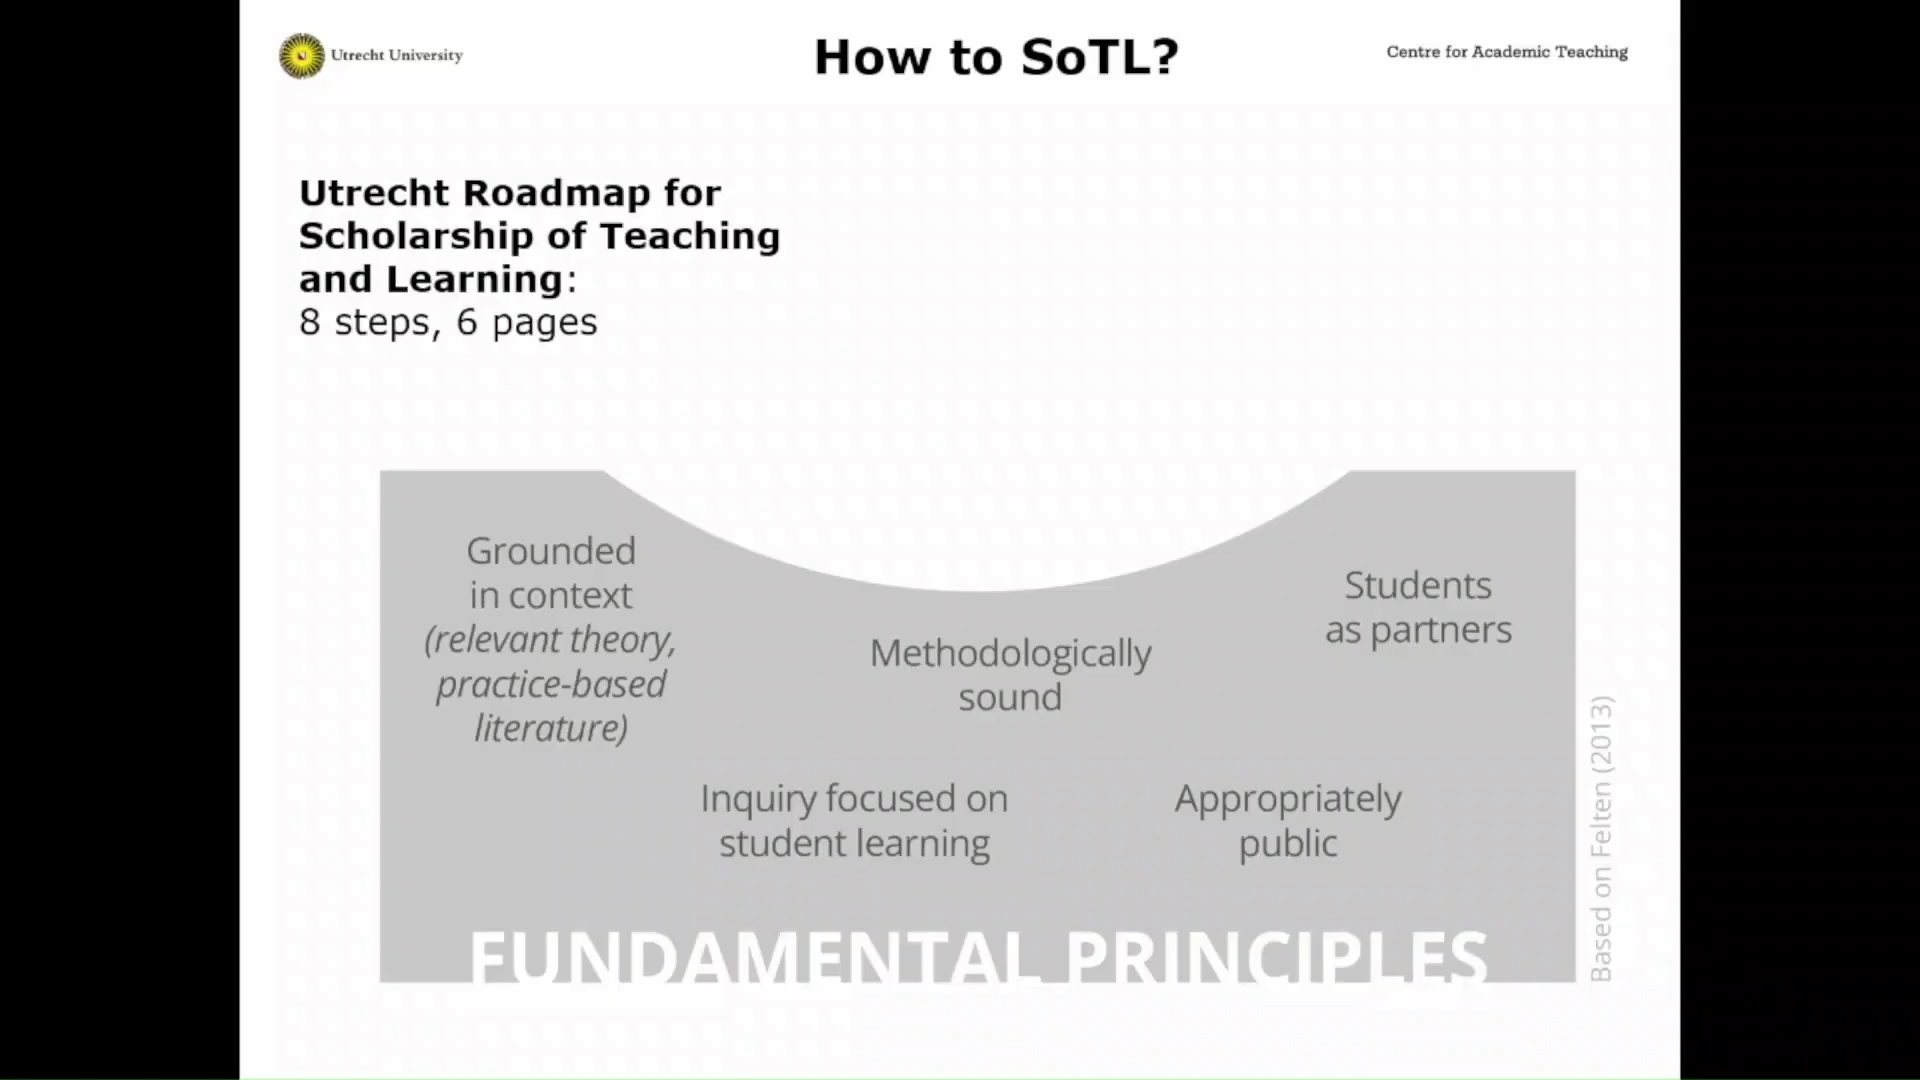 Utrecht University
How to SoTL?
Centre for Academic Teaching
Utrecht Roadmap for
Scholarship of Teaching
and Learning:
8 steps, 6 pages
Grounded
in context
(relevant theory,
practice-based
literature)
Methodologically
sound
Students
as partners
Inquiry focused on
student learning
Appropriately
public
FUNDAMENTAL PRINCIPLES
Based on Felten (2013)